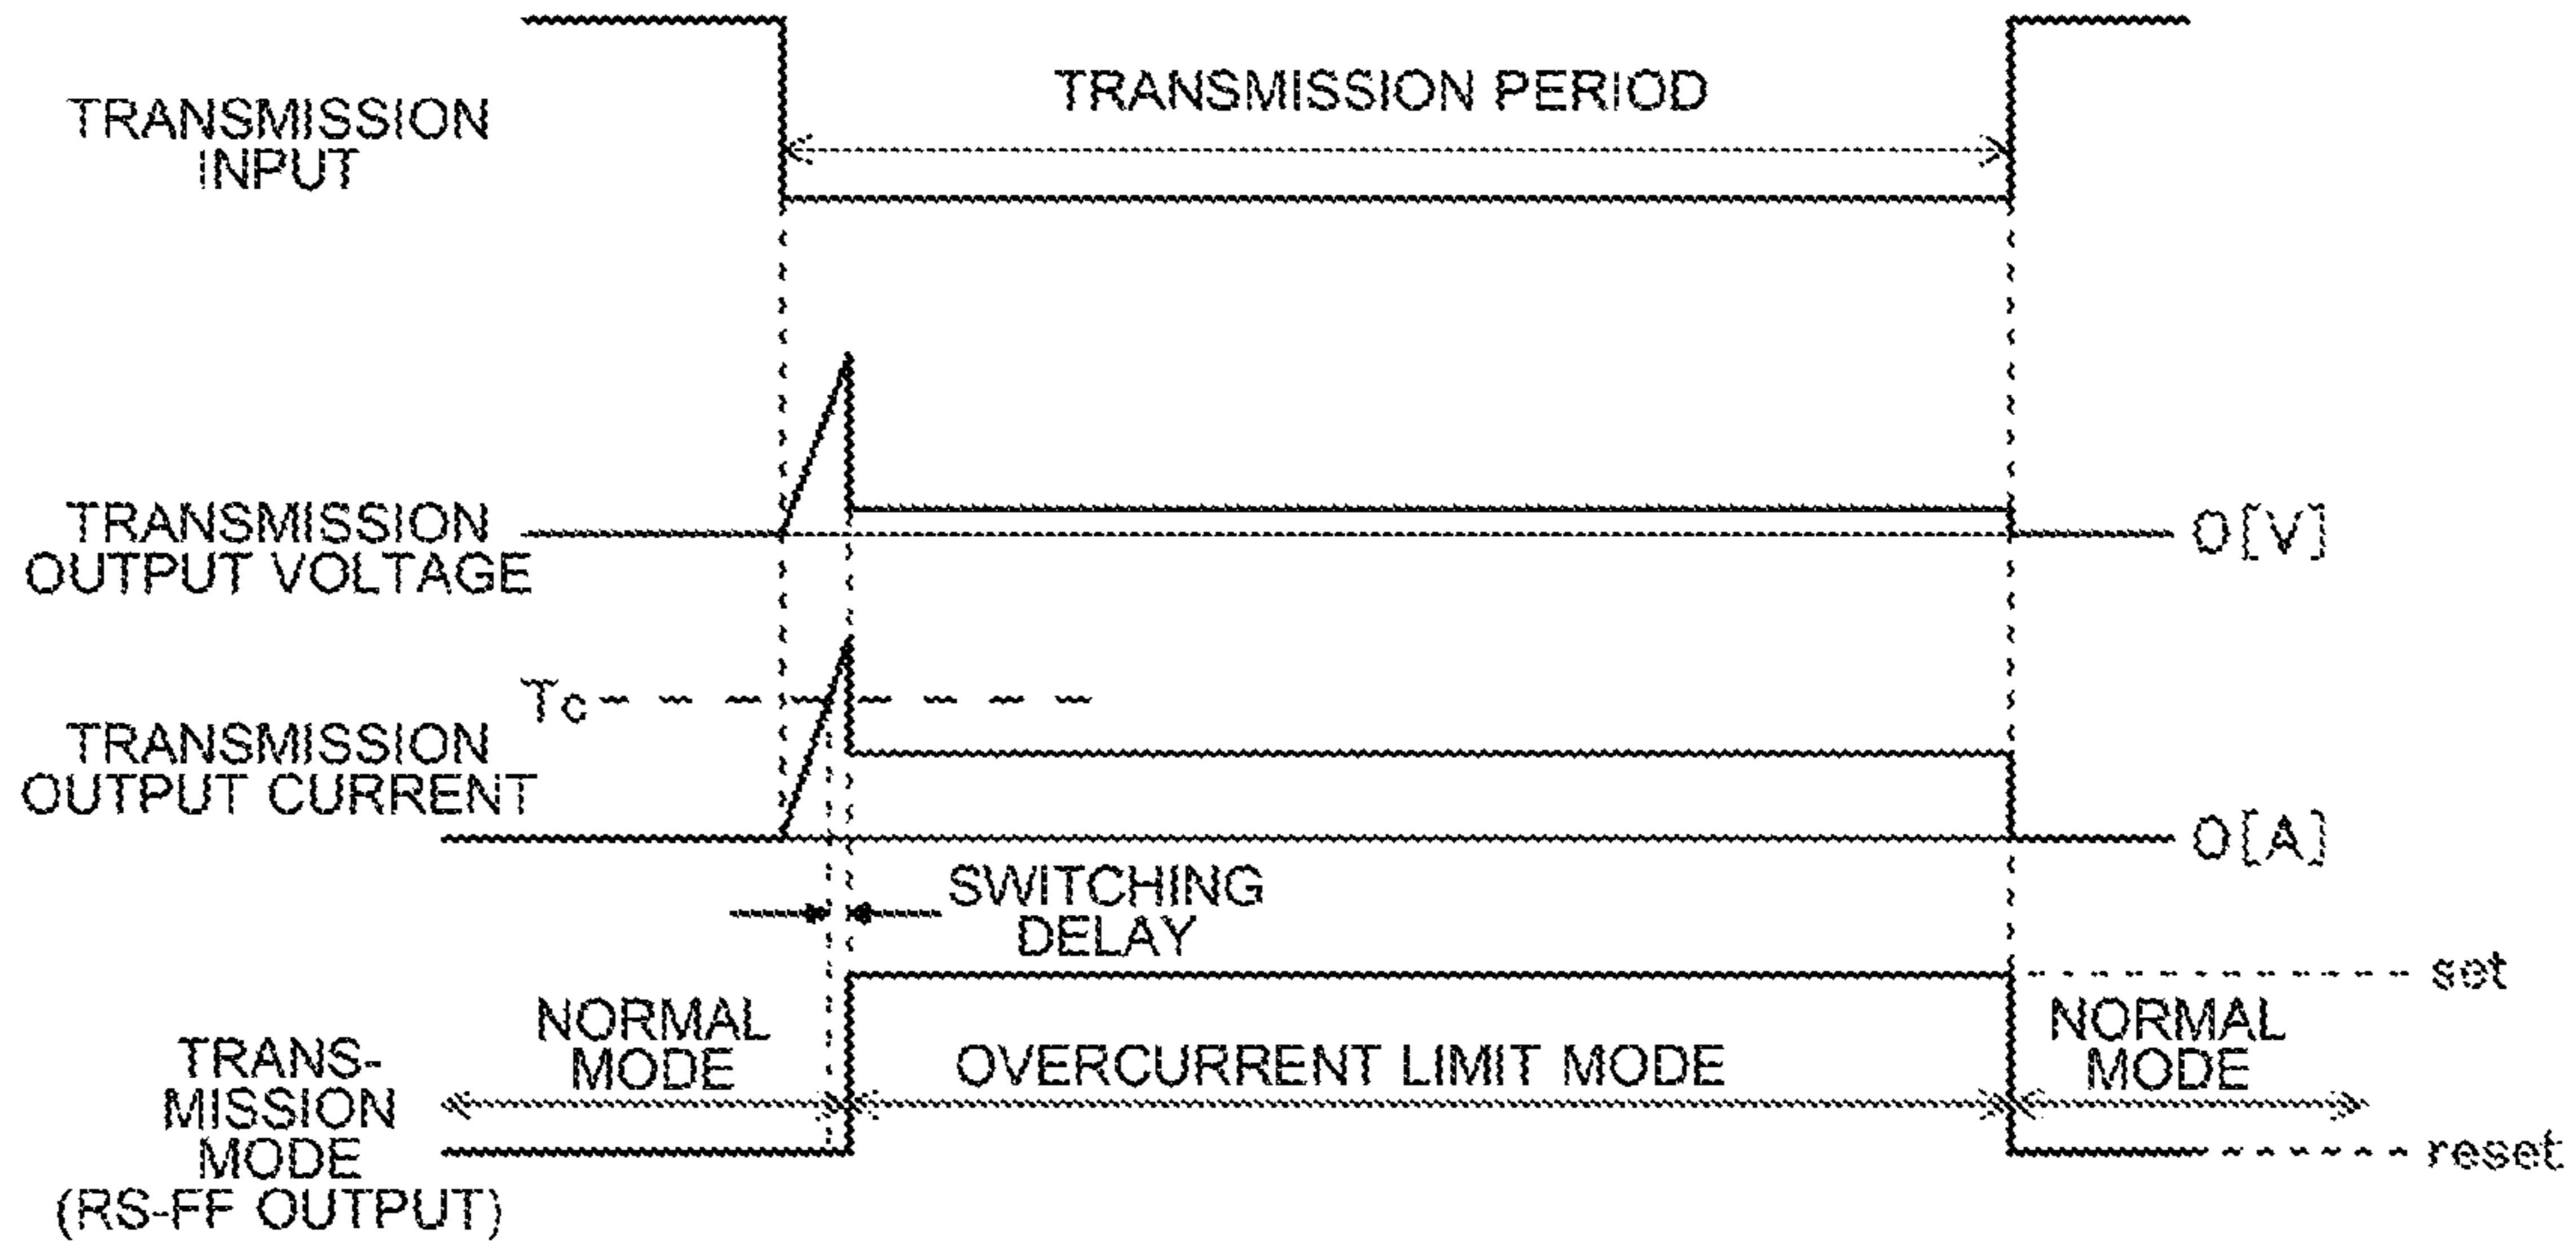 TRANSMISSION PERIOD
TRANSMISSION
INPUT
TRANSMISSION
OUTPUT VOLTAGE
0[V]
Tc
TRANSMISSION
OUTPUT CURRENT
0[A]
SWITCHING
DELAY
set
NORMAL
MODE
OVERCURRENT LIMIT MODE
NORMAL
MODE
TRANS-
MISSION
MODE
(RS-FF OUTPUT)
reset